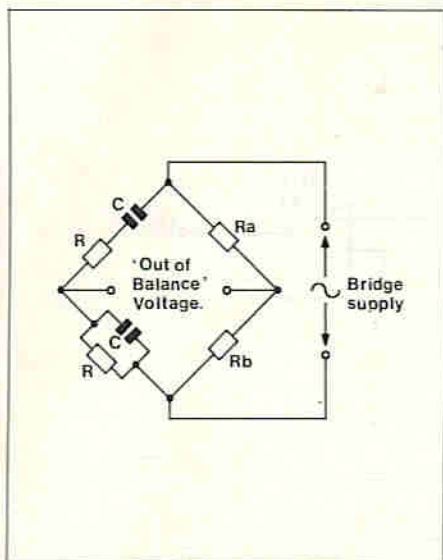 C
Ra
R
'Out of
Balance'
Voltage.
Bridge
supply
C
R
Rb